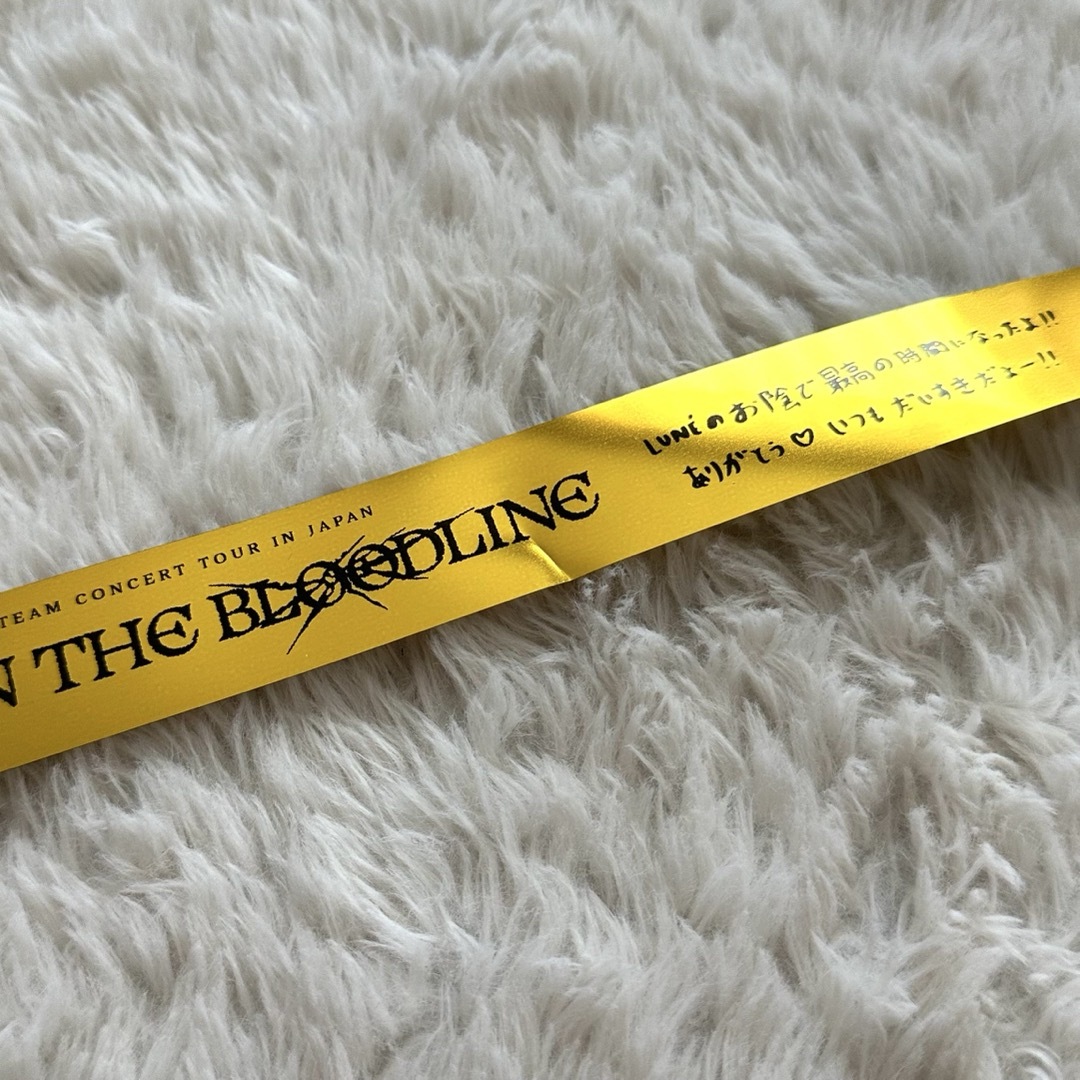 TEAM CONCERT TOUR IN JAPAN
N THE BLOODLINE
LUNÉのお陰で最高の時間になったよ!!
ありがとう♡いつもだいすきだよー!!